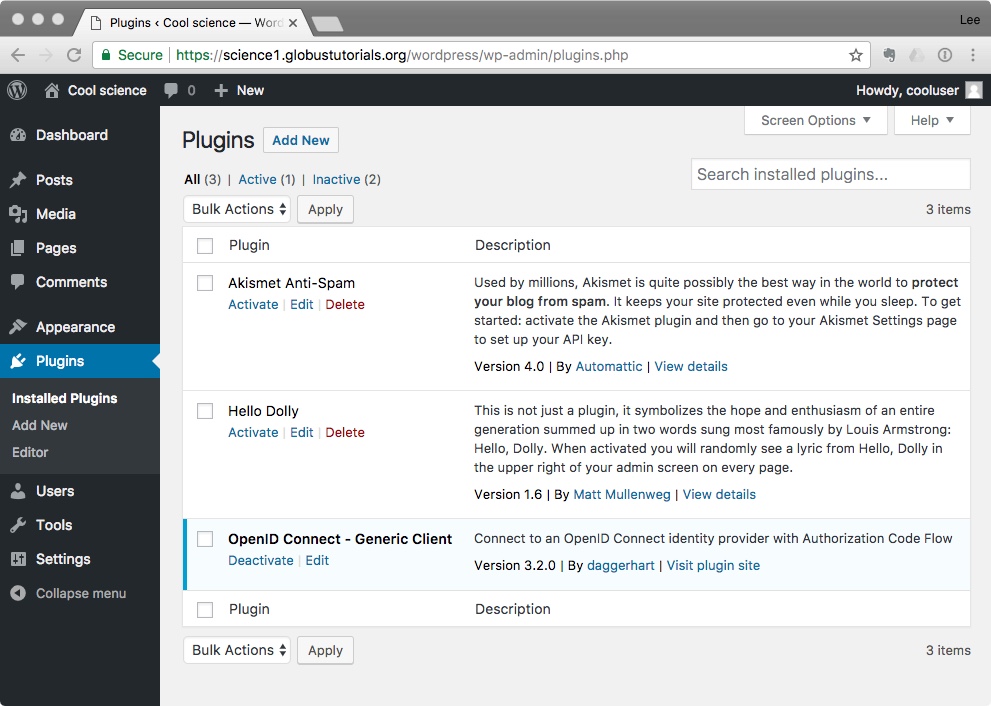 Plugins ‹ Cool science — Word
Lee
Secure https://science1.globustutorials.org/wordpress/wp-admin/plugins.php
Cool science 0 New Howdy, cooluser
Screen Options Help
Dashboard
Posts
Media
Pages
Comments
Appearance
Plugins
Installed Plugins
Add New
Editor
Users
Tools
Settings
Collapse menu
Plugins Add New
All (3) | Active (1) | Inactive (2)
Search installed plugins...
Bulk Actions Apply 3 items
Plugin Description
Akismet Anti-Spam
Activate | Edit | Delete
Used by millions, Akismet is quite possibly the best way in the world to protect
your blog from spam. It keeps your site protected even while you sleep. To get
started: activate the Akismet plugin and then go to your Akismet Settings page
to set up your API key.
Version 4.0 | By Automattic | View details
Hello Dolly
Activate | Edit | Delete
This is not just a plugin, it symbolizes the hope and enthusiasm of an entire
generation summed up in two words sung most famously by Louis Armstrong:
Hello, Dolly. When activated you will randomly see a lyric from Hello, Dolly in
the upper right of your admin screen on every page.
Version 1.6 | By Matt Mullenweg | View details
OpenID Connect - Generic Client
Deactivate | Edit
Connect to an OpenID Connect identity provider with Authorization Code Flow
Version 3.2.0 | By daggerhart | Visit plugin site
Plugin Description
Bulk Actions Apply 3 items